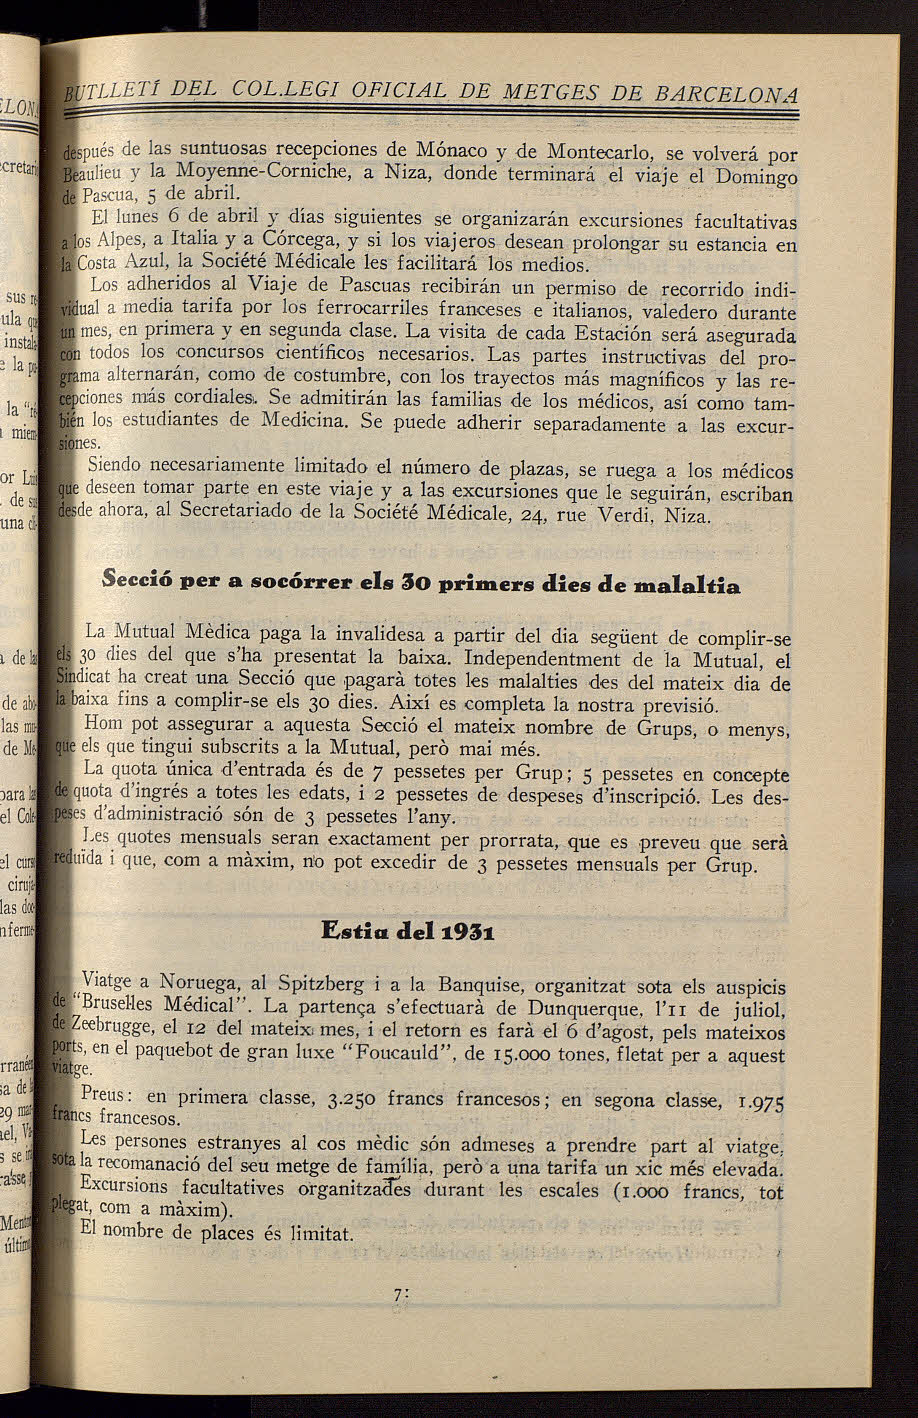 BUTLLETÍ DEL COL.LEGI OFICIAL DE METGES DE BARCELONA
después de las suntuosas recepciones de Mónaco y de Montecarlo, se volverá por
Beaulieu y la Moyenne-Corniche, a Niza, donde terminará el viaje el Domingo
de Pascua, 5 de abril.
El lunes 6 de abril y días siguientes se organizarán excursiones facultativas
a los Alpes, a Italia y a Córcega, y si los viajeros desean prolongar su estancia en
la Costa Azul, la Société Médicale les facilitará los medios.
Los adheridos al Viaje de Pascuas recibirán un permiso de recorrido indi-
vidual a media tarifa por los ferrocarriles franceses e italianos, valedero durante
un mes, en primera y en segunda clase. La visita de cada Estación será asegurada
con todos los concursos científicos necesarios. Las partes instructivas del pro-
grama alternarán, como de costumbre, con los trayectos más magníficos y las re-
cepciones más cordiales. Se admitirán las familias de los médicos, así como tam-
bién los estudiantes de Medicina. Se puede adherir separadamente a las excur-
siones.
Siendo necesariamente limitado el número de plazas, se ruega a los médicos
que deseen tomar parte en este viaje y a las excursiones que le seguirán, escriban
desde ahora, al Secretariado de la Société Médicale, 24, rue Verdi, Niza.
Secció per a socórrer els 30 primers dies de malaltia
La Mutual Mèdica paga la invalidesa a partir del dia següent de complir-se
els 30 dies del que s'ha presentat la baixa. Independentment de la Mutual, el
Sindicat ha creat una Secció que pagarà totes les malalties des del mateix dia de
la baixa fins a complir-se els 30 dies. Així es completa la nostra previsió.
Hom pot assegurar a aquesta Secció el mateix nombre de Grups, o menys,
que els que tingui subscrits a la Mutual, però mai més.
La quota única d'entrada és de 7 pessetes per Grup; 5 pessetes en concepte
de quota d'ingrés a totes les edats, i 2 pessetes de despeses d'inscripció. Les des-
peses d'administració són de 3 pessetes l'any.
Les quotes mensuals seran exactament per prorrata, que es preveu que serà
reduïda i que, com a màxim, no pot excedir de 3 pessetes mensuals per Grup.
Estiu del 1931
Viatge a Noruega, al Spitzberg i a la Banquise, organitzat sota els auspicis
de "Bruselles Médical". La partença s'efectuarà de Dunquerque, l'11 de juliol,
de Zeebrugge, el 12 del mateix mes, i el retorn es farà el 6 d'agost, pels mateixos
ports, en el paquebot de gran luxe "Foucauld", de 15.000 tones, fletat per a aquest
viatge.
Preus: en primera classe, 3.250 francs francesos; en segona classe, 1.975
francs francesos.
Les persones estranyes al cos mèdic són admeses a prendre part al viatge,
sota la recomanació del seu metge de família, però a una tarifa un xic més elevada.
Excursions facultatives organitzades durant les escales (1.000 francs, tot
plegat, com a màxim).
El nombre de places és limitat.